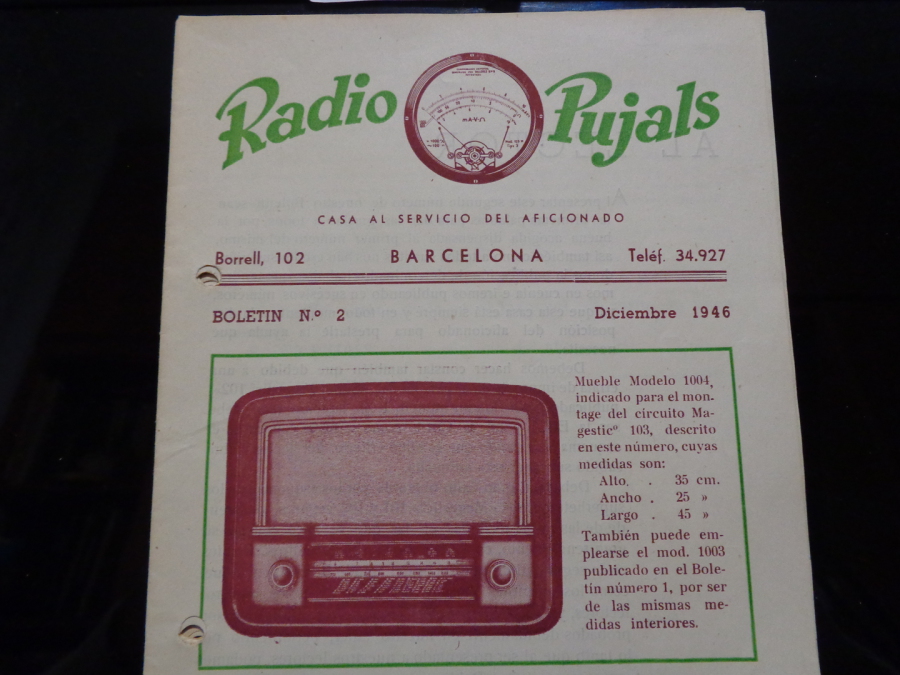 Radio Pujals
mA-V-Ω
CASA AL SERVICIO DEL AFICIONADO
Borrell, 102 BARCELONA Teléf. 34.927
BOLETIN N.º 2 Diciembre 1946
Mueble Modelo 1004,
indicado para el mon-
tage del círcuito Ma-
gesticº 103, descrito
en este número, cuyas
medidas son:
Alto. . 35 cm.
Ancho . 25 »
Largo . 45 »
También puede em-
plearse el mod. 1003
publicado en el Bole-
tín número 1, por ser
de las mismas me-
didas interiores.